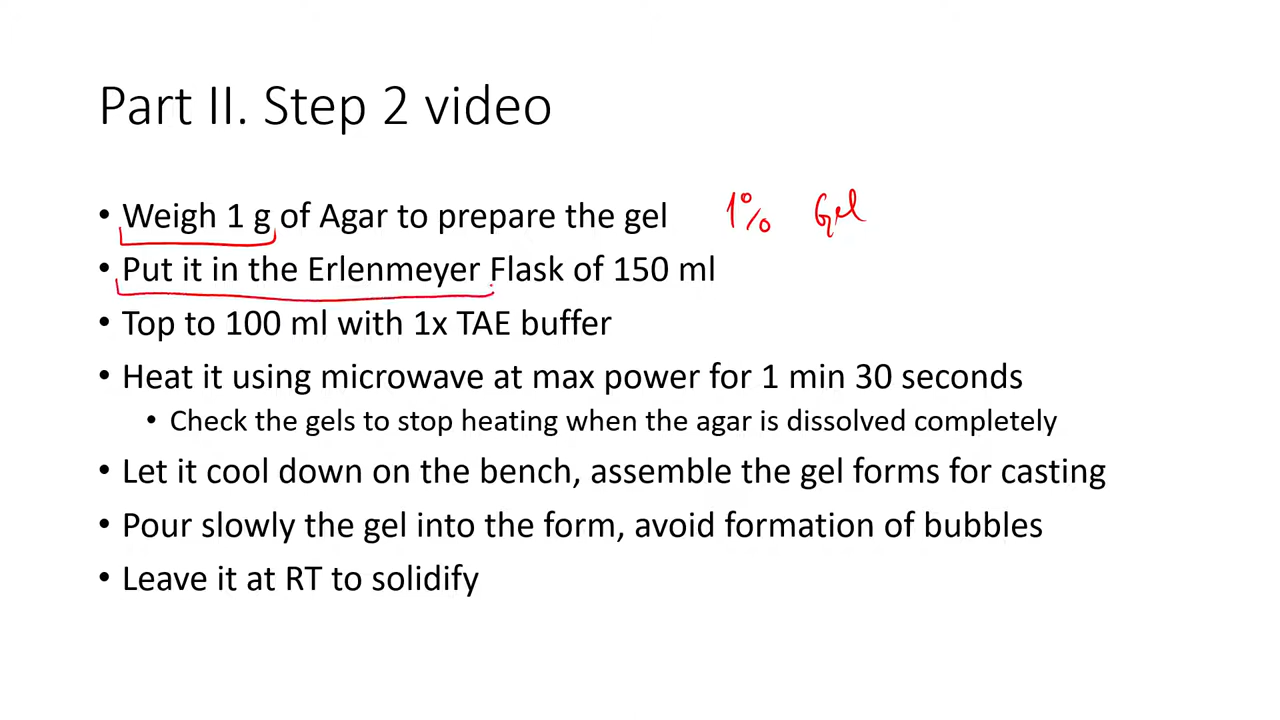 Part II. Step 2 video
• Weigh 1 g of Agar to prepare the gel 1% Gel
• Put it in the Erlenmeyer Flask of 150 ml
• Top to 100 ml with 1x TAE buffer
• Heat it using microwave at max power for 1 min 30 seconds
• Check the gels to stop heating when the agar is dissolved completely
• Let it cool down on the bench, assemble the gel forms for casting
• Pour slowly the gel into the form, avoid formation of bubbles
• Leave it at RT to solidify